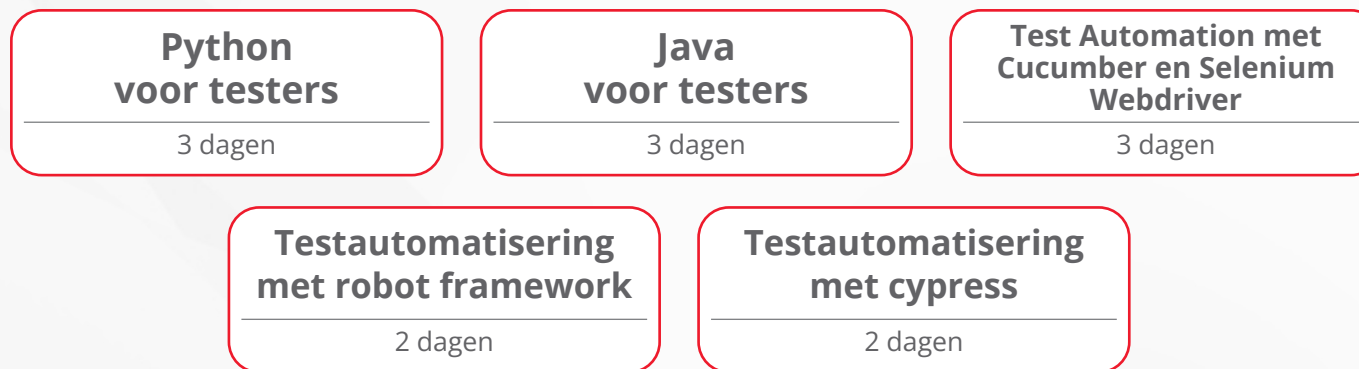 Python
voor testers
3 dagen
Java
voor testers
3 dagen
Test Automation met
Cucumber en Selenium
Webdriver
3 dagen
Testautomatisering
met robot framework
2 dagen
Testautomatisering
met cypress
2 dagen